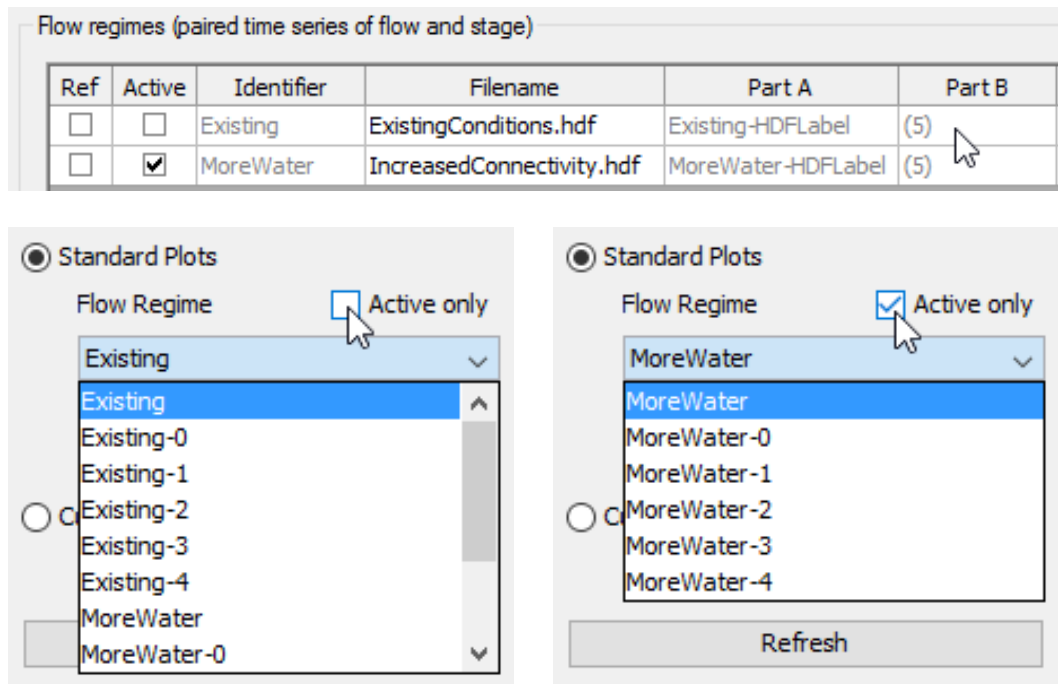 Flow regimes (paired time series of flow and stage)
Ref Active Identifier Filename Part A Part B
Existing ExistingConditions.hdf Existing-HDFLabel (5)
MoreWater IncreasedConnectivity.hdf MoreWater-HDFLabel (5)
Standard Plots
Flow Regime Active only
Existing
Existing
Existing-0
Existing-1
Existing-2
Existing-3
Existing-4
MoreWater
MoreWater-0
Standard Plots
Flow Regime Active only
MoreWater
MoreWater
MoreWater-0
MoreWater-1
MoreWater-2
MoreWater-3
MoreWater-4
Refresh